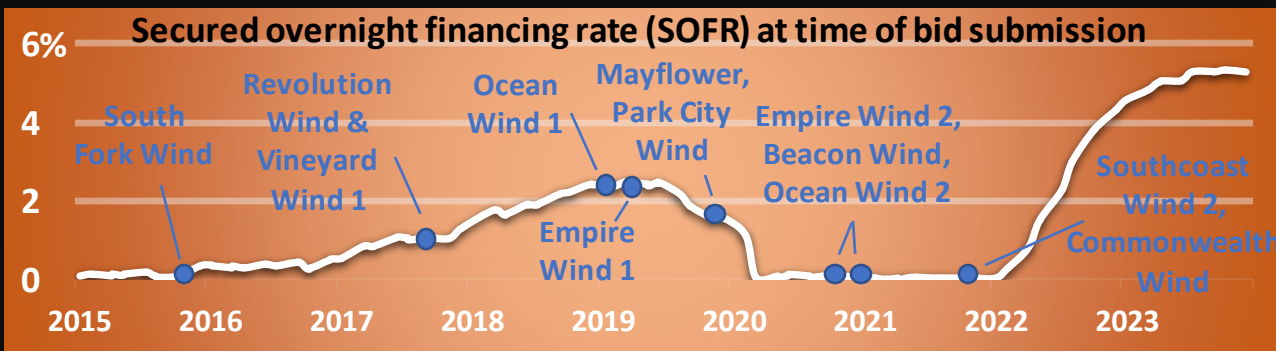 Secured overnight financing rate (SOFR) at time of bid submission
6%
4
2
0
South
Fork Wind
Revolution
Wind &
Vineyard
Wind 1
Ocean
Wind 1
Empire
Wind 1
Mayflower,
Park City
Wind
Empire Wind 2,
Beacon Wind,
Ocean Wind 2
Southcoast
Wind 2,
Commonwealth
Wind
2015 2016 2017 2018 2019 2020 2021 2022 2023